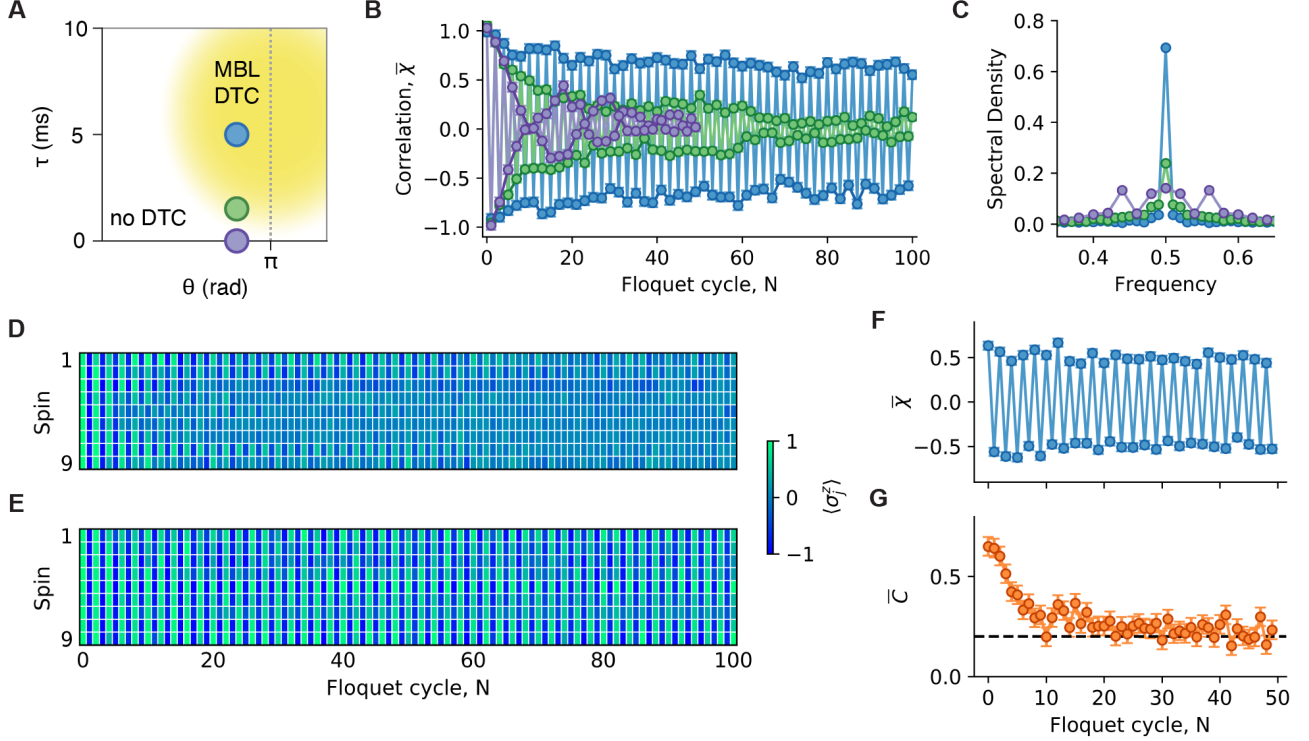 A
10
5
0
τ (ms)
MBL
DTC
no DTC
π
θ (rad)
B
1.0
0.5
0.0
−0.5
−1.0
Correlation, χ̅
0 20 40 60 80 100
Floquet cycle, N
C
0.8
0.6
0.4
0.2
0.0
Spectral Density
0.4 0.5 0.6
Frequency
D
1
9
Spin
E
1
9
Spin
0 20 40 60 80 100
Floquet cycle, N
1
0
−1
⟨σ_j^z⟩
F
0.5
0.0
−0.5
χ̅
G
0.5
0.0
C̅
0 10 20 30 40 50
Floquet cycle, N